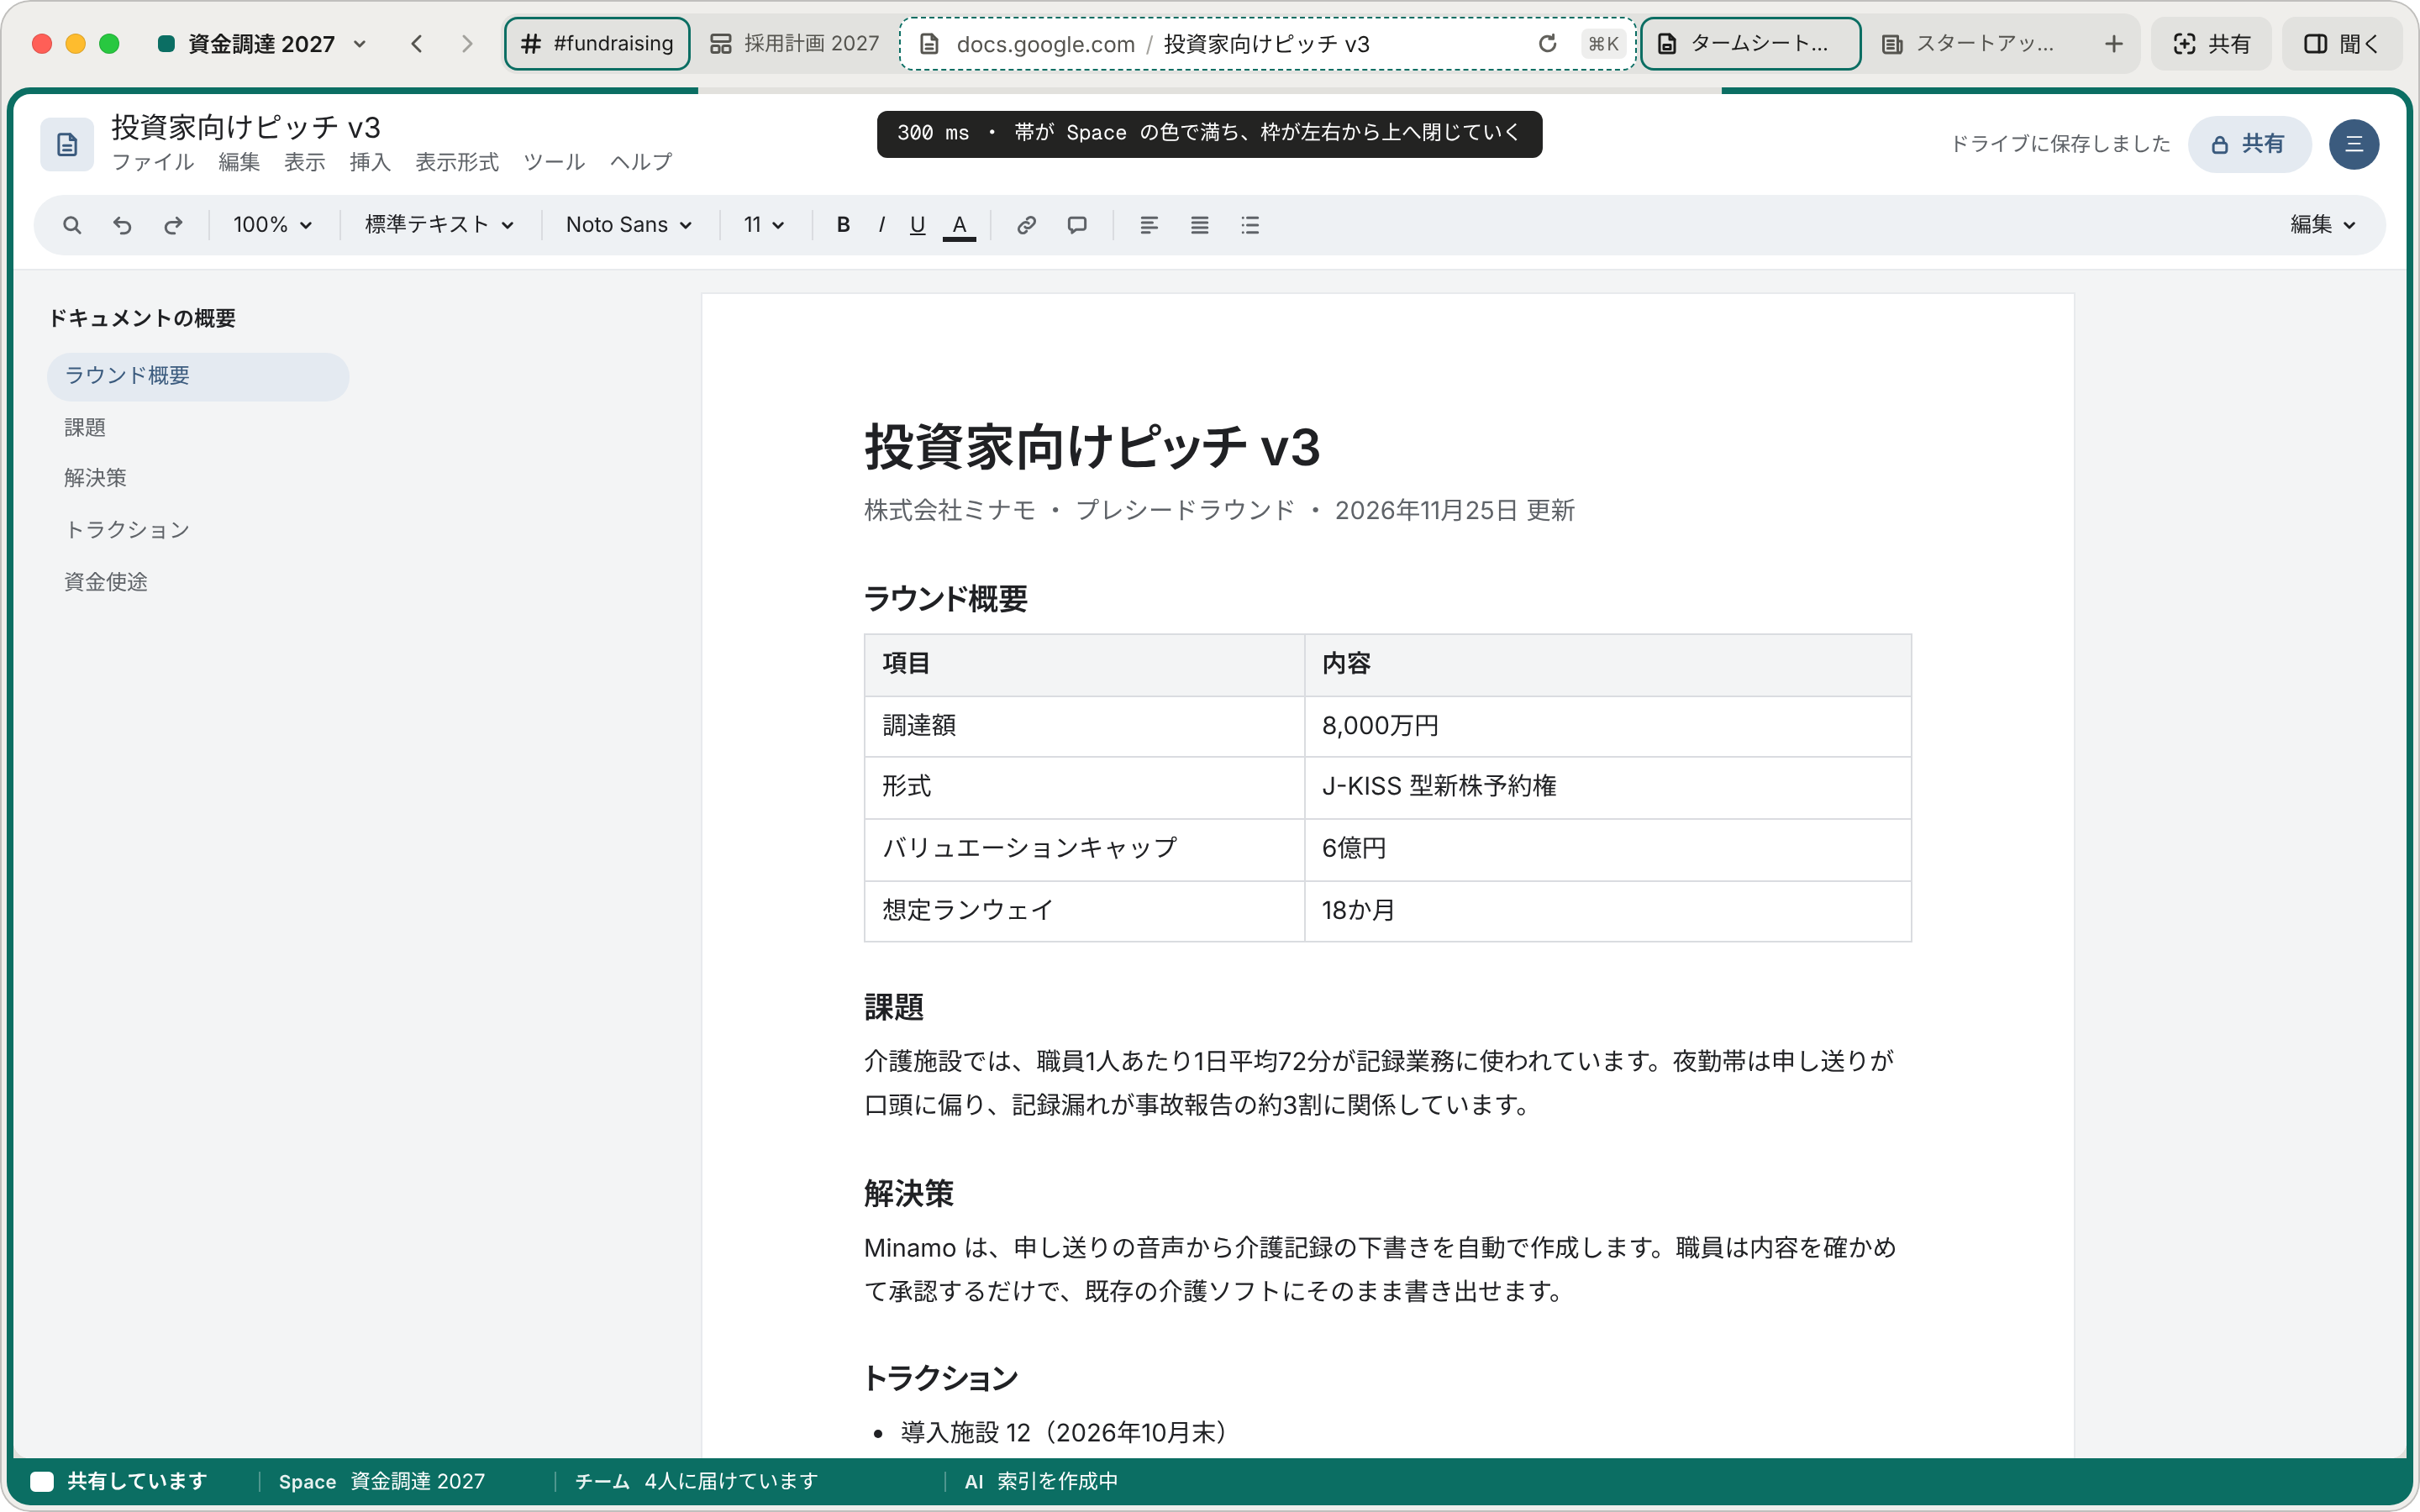 資金調達 2027
#fundraising
採用計画 2027
docs.google.com / 投資家向けピッチ v3
⌘K
タームシート...
スタートアッ...
共有
聞く
投資家向けピッチ v3
ファイル 編集 表示 挿入 表示形式 ツール ヘルプ
300 ms ・ 帯が Space の色で満ち、枠が左右から上へ閉じていく
ドライブに保存しました
共有
三
100% 標準テキスト Noto Sans 11 B I U A
編集
ドキュメントの概要
ラウンド概要
課題
解決策
トラクション
資金使途
投資家向けピッチ v3
株式会社ミナモ ・ プレシードラウンド ・ 2026年11月25日 更新
ラウンド概要
項目 内容
調達額 8,000万円
形式 J-KISS 型新株予約権
バリュエーションキャップ 6億円
想定ランウェイ 18か月
課題
介護施設では、職員1人あたり1日平均72分が記録業務に使われています。夜勤帯は申し送りが
口頭に偏り、記録漏れが事故報告の約3割に関係しています。
解決策
Minamo は、申し送りの音声から介護記録の下書きを自動で作成します。職員は内容を確かめ
て承認するだけで、既存の介護ソフトにそのまま書き出せます。
トラクション
• 導入施設 12（2026年10月末）
共有しています
Space 資金調達 2027
チーム 4人に届けています
AI 索引を作成中